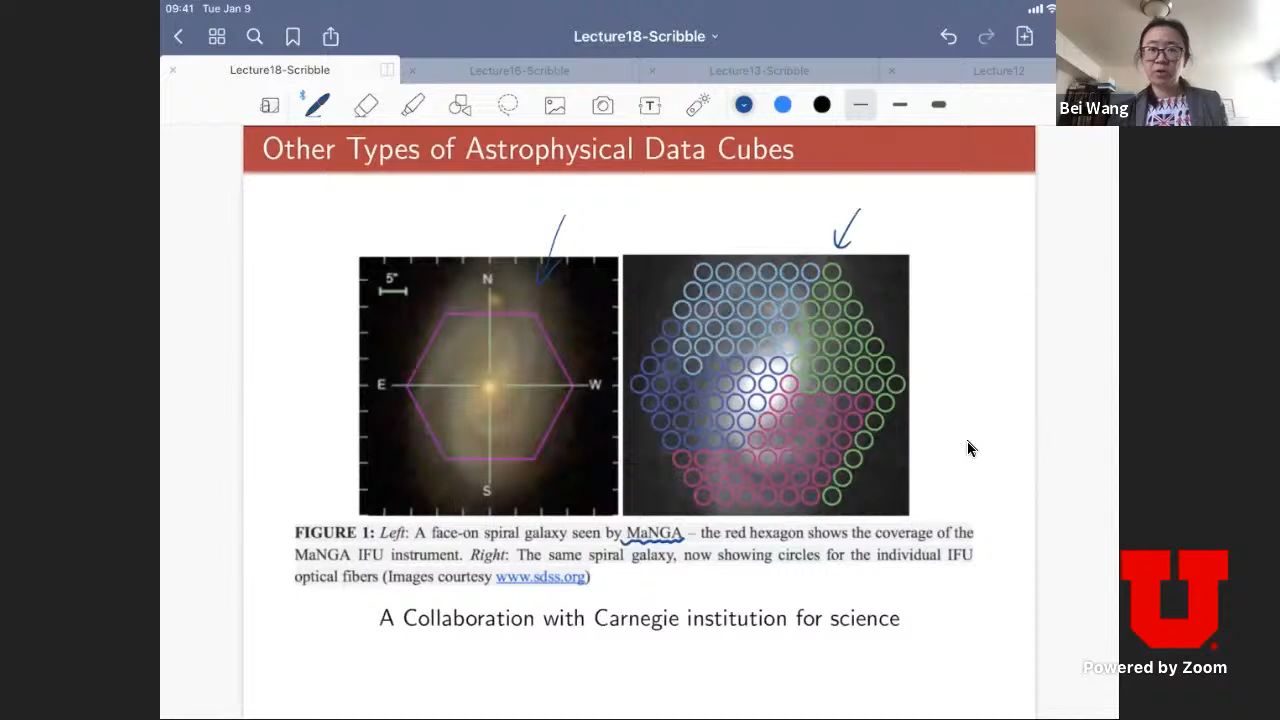 09:41 Tue Jan 9
Lecture18-Scribble
Lecture18-Scribble
Lecture16-Scribble
Lecture13-Scribble
Lecture12
T
Bei Wang
Other Types of Astrophysical Data Cubes
5"
N
E
W
S
FIGURE 1: Left: A face-on spiral galaxy seen by MaNGA – the red hexagon shows the coverage of the
MaNGA IFU instrument. Right: The same spiral galaxy, now showing circles for the individual IFU
optical fibers (Images courtesy www.sdss.org)
A Collaboration with Carnegie institution for science
U
Powered by Zoom